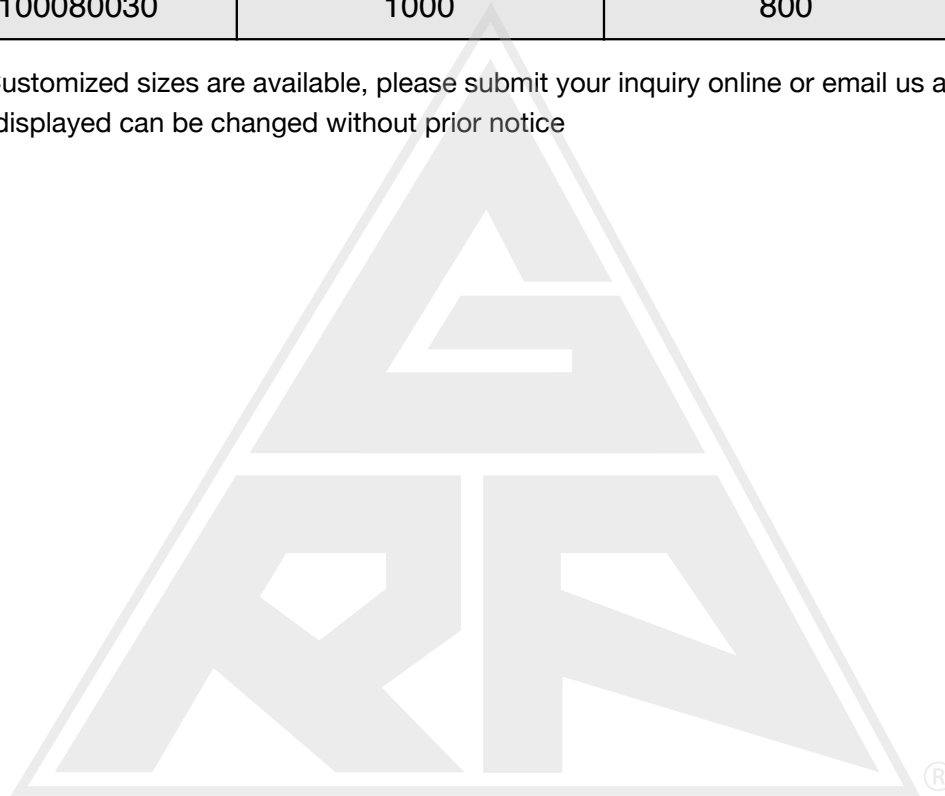 100080030 1000 800
ustomized sizes are available, please submit your inquiry online or email us a
displayed can be changed without prior notice
G
RP
®